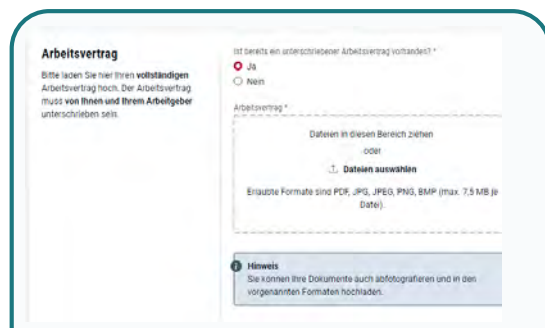 Arbeitsvertrag
Bitte laden Sie hier Ihren vollständigen
Arbeitsvertrag hoch. Der Arbeitsvertrag
muss von Ihnen und Ihrem Arbeitgeber
unterschrieben sein.
Ist bereits ein unterschriebener Arbeitsvertrag vorhanden? *
Ja
Nein
Arbeitsvertrag *
Dateien in diesen Bereich ziehen
oder
Dateien auswählen
Erlaubte Formate sind PDF, JPG, JPEG, PNG, BMP (max. 7,5 MB je
Datei).
Hinweis
Sie können Ihre Dokumente auch abfotografieren und in den
vorgenannten Formaten hochladen.